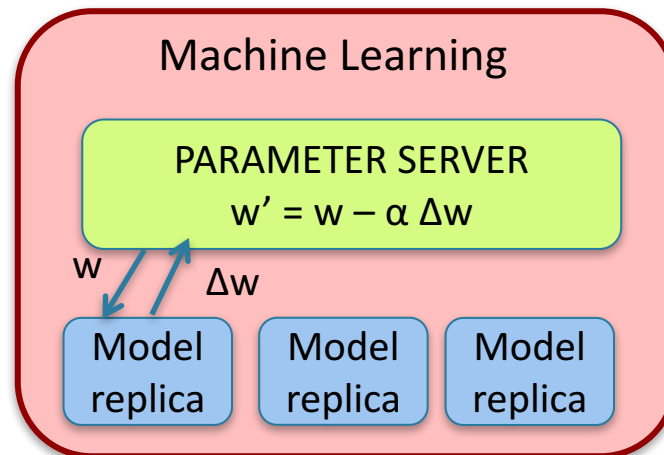 Machine Learning
PARAMETER SERVER
w’ = w – α Δw
w
Δw
Model
replica
Model
replica
Model
replica